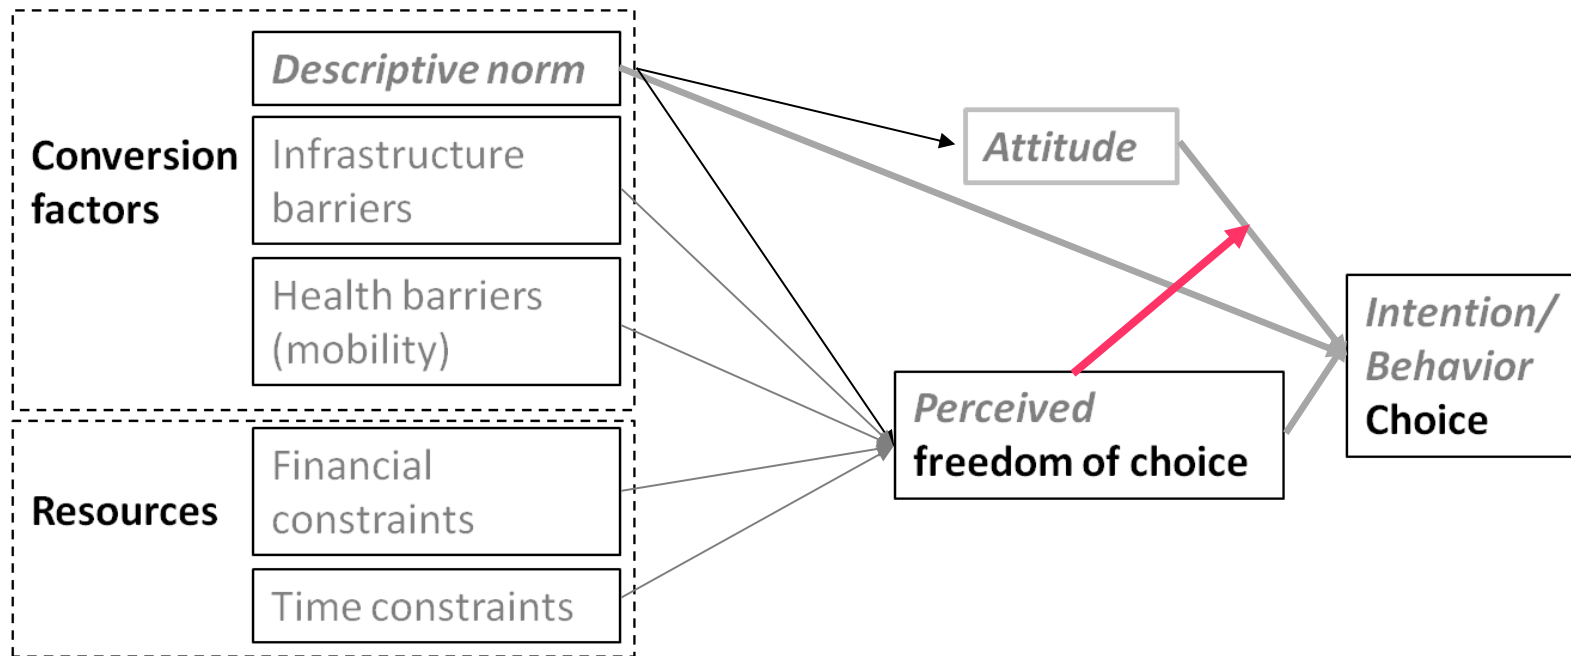 Conversion
factors
Descriptive norm
Infrastructure
barriers
Health barriers
(mobility)
Resources
Financial
constraints
Time constraints
Attitude
Perceived
freedom of choice
Intention/
Behavior
Choice